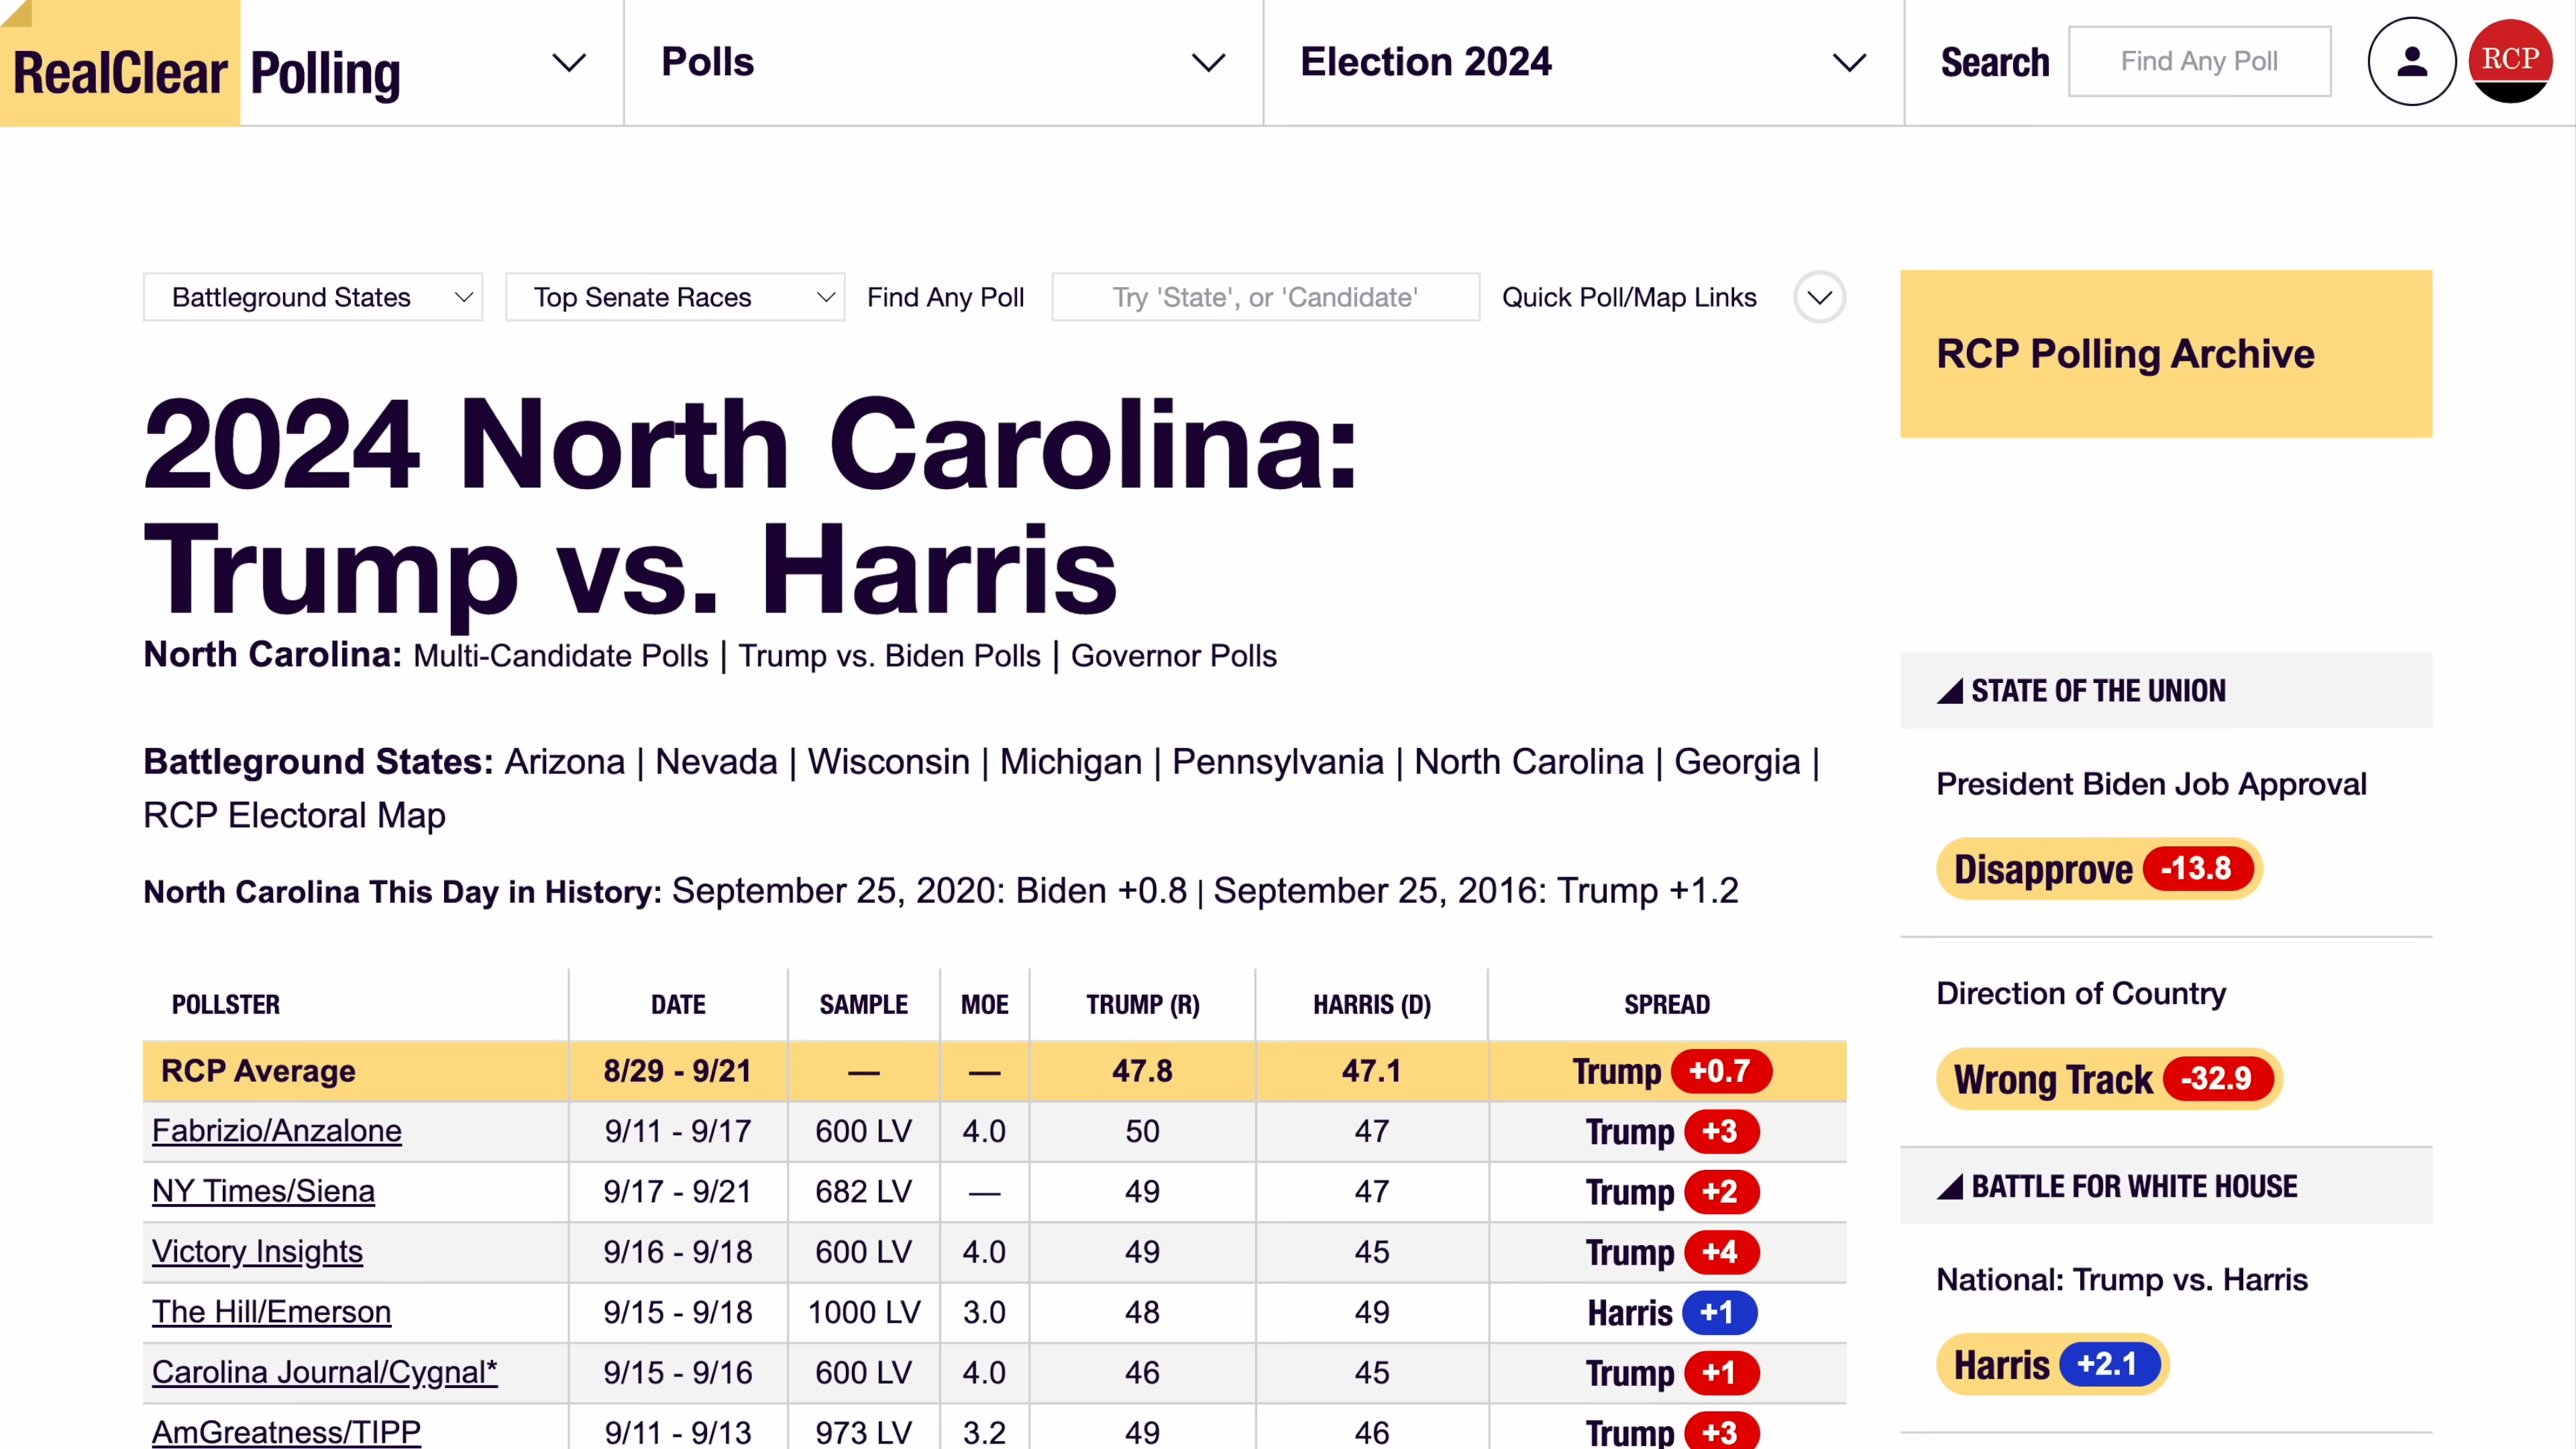 RealClear Polling
Polls
Election 2024
Search
Find Any Poll
RCP
Battleground States
Top Senate Races
Find Any Poll
Try 'State', or 'Candidate'
Quick Poll/Map Links
2024 North Carolina:
Trump vs. Harris
North Carolina: Multi-Candidate Polls | Trump vs. Biden Polls | Governor Polls
Battleground States: Arizona | Nevada | Wisconsin | Michigan | Pennsylvania | North Carolina | Georgia |
RCP Electoral Map
North Carolina This Day in History: September 25, 2020: Biden +0.8 | September 25, 2016: Trump +1.2
POLLSTER DATE SAMPLE MOE TRUMP (R) HARRIS (D) SPREAD
RCP Average 8/29 - 9/21 — — 47.8 47.1 Trump +0.7
Fabrizio/Anzalone 9/11 - 9/17 600 LV 4.0 50 47 Trump +3
NY Times/Siena 9/17 - 9/21 682 LV — 49 47 Trump +2
Victory Insights 9/16 - 9/18 600 LV 4.0 49 45 Trump +4
The Hill/Emerson 9/15 - 9/18 1000 LV 3.0 48 49 Harris +1
Carolina Journal/Cygnal* 9/15 - 9/16 600 LV 4.0 46 45 Trump +1
AmGreatness/TIPP 9/11 - 9/13 973 LV 3.2 49 46 Trump +3
RCP Polling Archive
STATE OF THE UNION
President Biden Job Approval
Disapprove -13.8
Direction of Country
Wrong Track -32.9
BATTLE FOR WHITE HOUSE
National: Trump vs. Harris
Harris +2.1